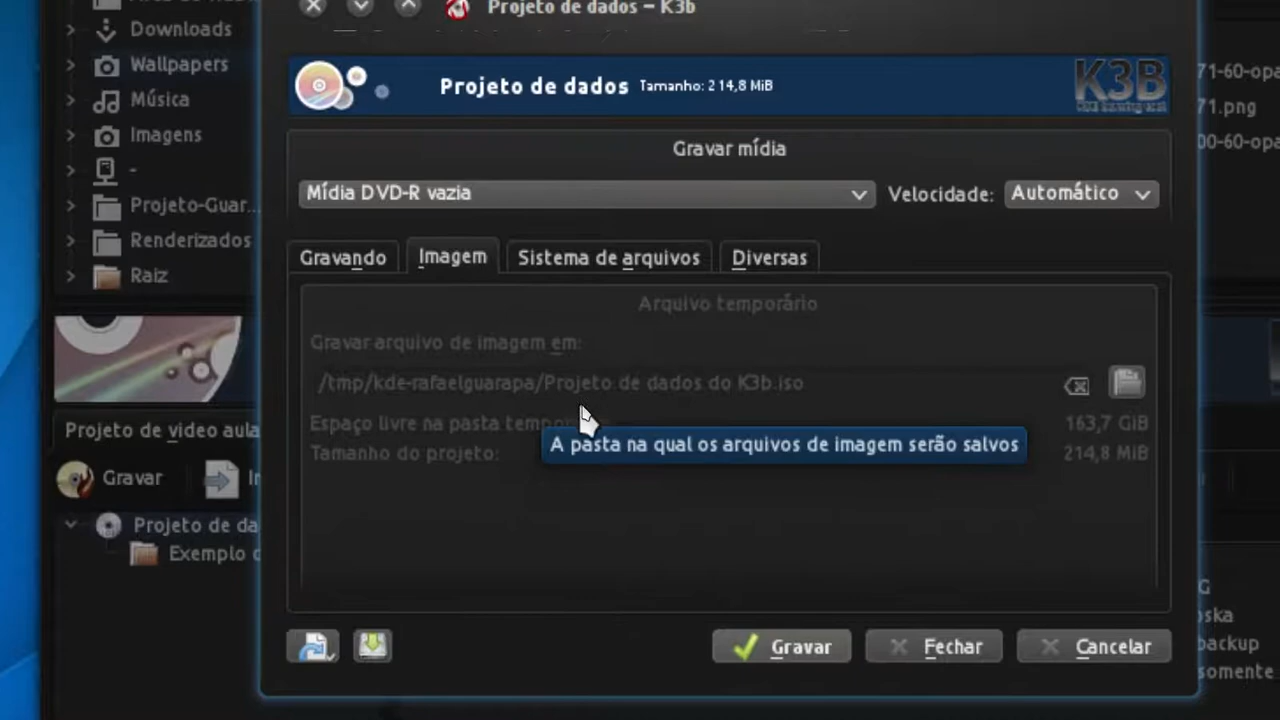 Projeto de dados – K3b
Downloads
Wallpapers
Música
Imagens
-
Projeto-Guar...
Renderizados
Raiz
Projeto de video aula
Gravar
Projeto de da
Exemplo
Projeto de dados Tamanho: 214,8 MiB
K3B
Gravar mídia
Mídia DVD-R vazia
Velocidade: Automático
Gravando Imagem Sistema de arquivos Diversas
Arquivo temporário
Gravar arquivo de imagem em:
/tmp/kde-rafaelguarapa/Projeto de dados do K3b.iso
Espaço livre na pasta temp 163,7 GiB
A pasta na qual os arquivos de imagem serão salvos
Tamanho do projeto: 214,8 MiB
Gravar Fechar Cancelar
71-60-opa
71.png
00-60-opa
G
oska
backup
somente